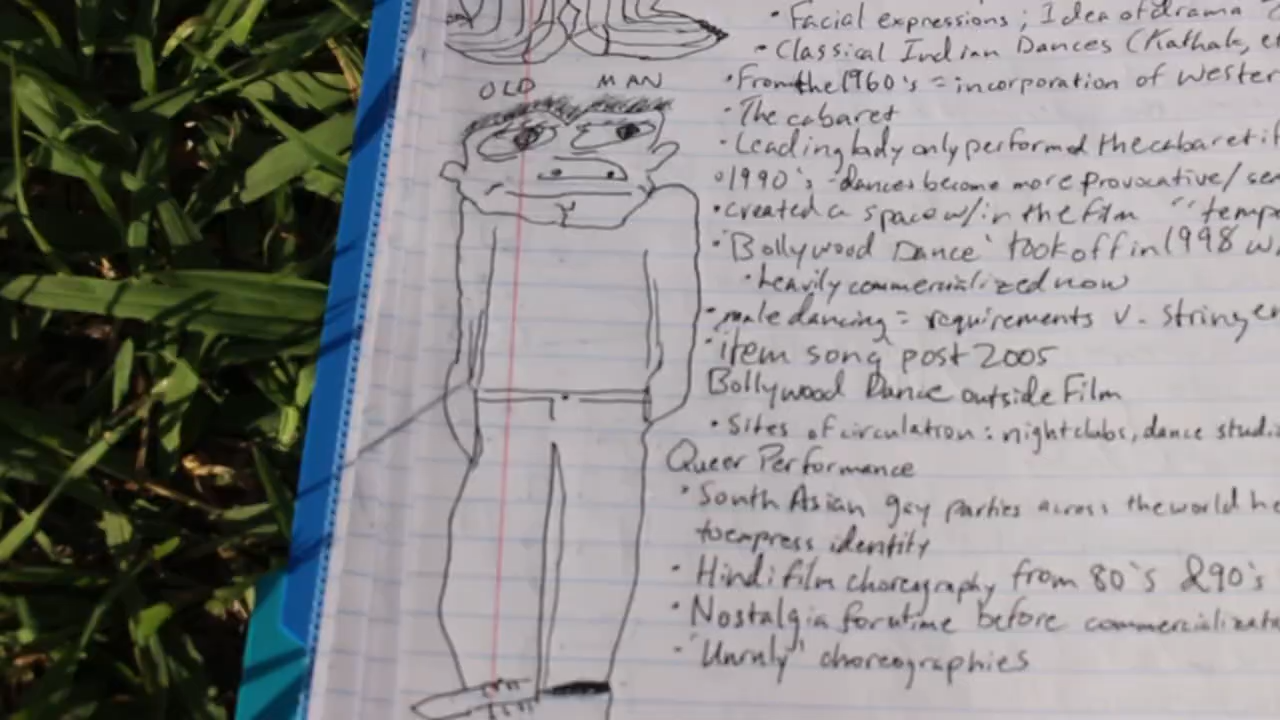 • Facial expressions; Idea of drama
• Classical Indian Dances (Kathak,
OLD MAN
• From the 1960's = incorporation of Wester
• The cabaret
• Leading lady only performed the cabaret i
• 1990's - dances become more provocative/ se
• created a space w/in the film "temp
• 'Bollywood Dance' took off in 1998 w
• heavily commercialized now
• male dancing = requirements v. stringen
• item song post 2005
Bollywood Dance outside Film
• Sites of circulation: nightclubs, dance studi
Queer Performance
• South Asian gay parties across the world he
to express identity
• Hindi film choreography from 80's & 90's
• Nostalgia for a time before commercializat
• "Unruly" choreographies